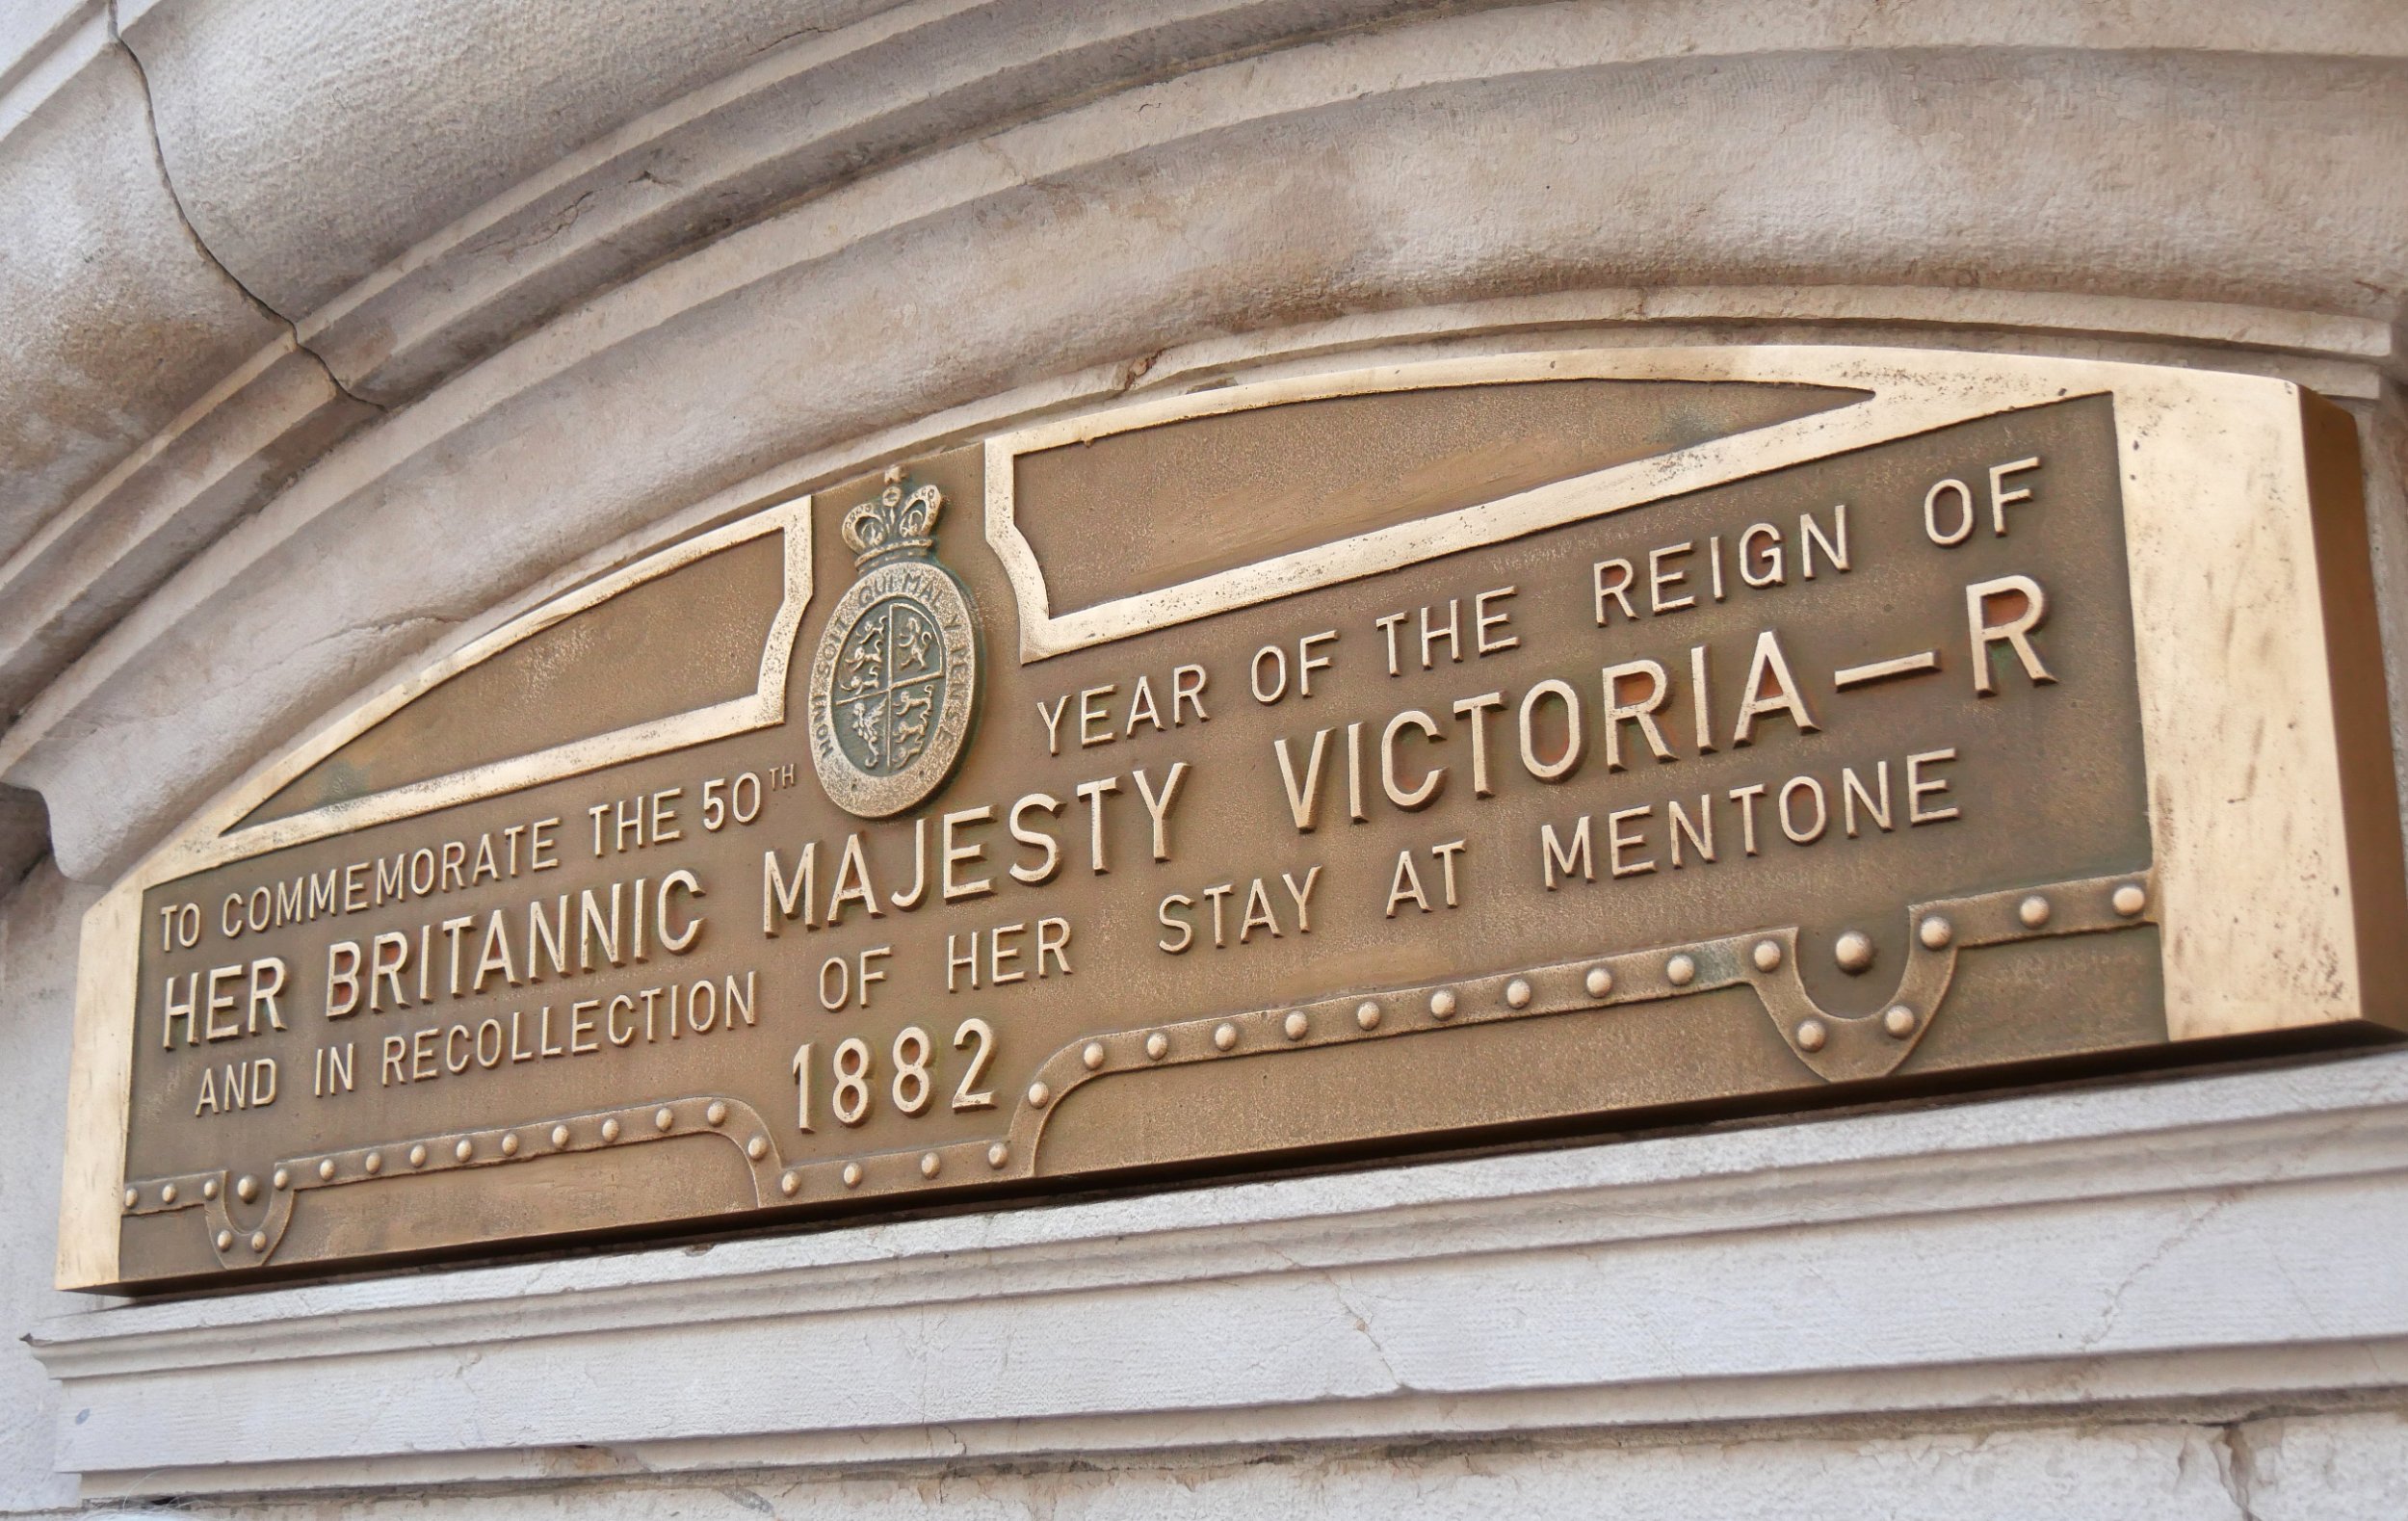 TO COMMEMORATE THE 50TH YEAR OF THE REIGN OF
HER BRITANNIC MAJESTY VICTORIA—R
AND IN RECOLLECTION OF HER STAY AT MENTONE
1882
HONI SOIT QUI MAL Y PENSE